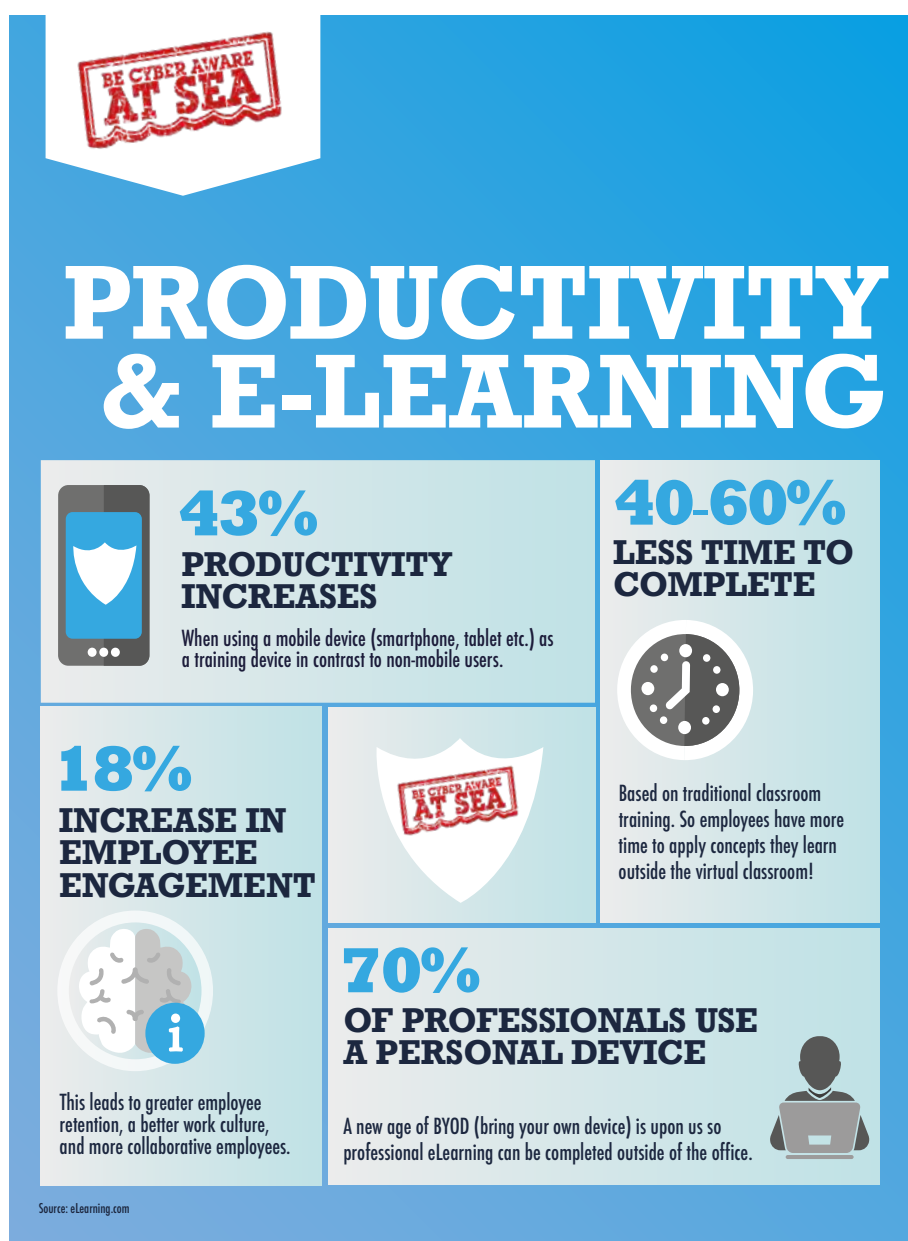 BE CYBER AWARE
AT SEA
PRODUCTIVITY
& E-LEARNING
43%
PRODUCTIVITY
INCREASES
When using a mobile device (smartphone, tablet etc.) as
a training device in contrast to non-mobile users.
40-60%
LESS TIME TO
COMPLETE
Based on traditional classroom
training. So employees have more
time to apply concepts they learn
outside the virtual classroom!
18%
INCREASE IN
EMPLOYEE
ENGAGEMENT
i
This leads to greater employee
retention, a better work culture,
and more collaborative employees.
BE CYBER AWARE
AT SEA
70%
OF PROFESSIONALS USE
A PERSONAL DEVICE
A new age of BYOD (bring your own device) is upon us so
professional eLearning can be completed outside of the office.
Source: eLearning.com